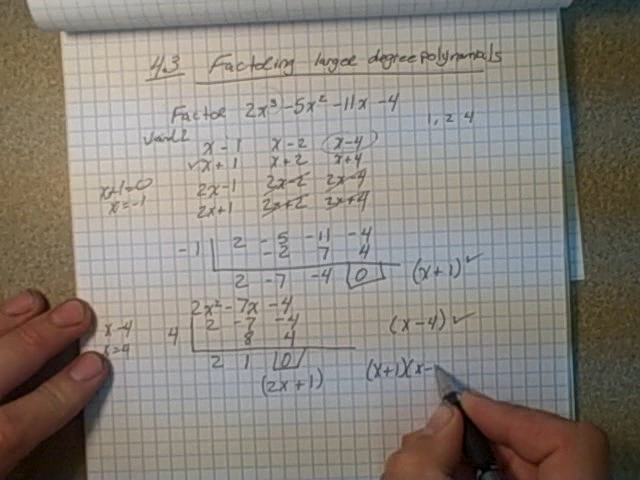 4.3 Factoring larger degree polynomials
Factor 2x³ -5x² -11x -4
1, 2 4
1 and 2
x - 1 x - 2 (x-4)
✓x + 1 x+2 x+4
x+1=0 2x-1 2x-2 2x-4
x=-1 2x+1 2x+2 2x+4
-1 | 2 -5 -11 -4
-2 7 4
2 -7 -4 0 (x+1)✓
2x² -7x -4
x-4 4 | 2 -7 -4 (x-4)✓
x=4 8 4
2 1 0
(2x+1) (x+1)(x-